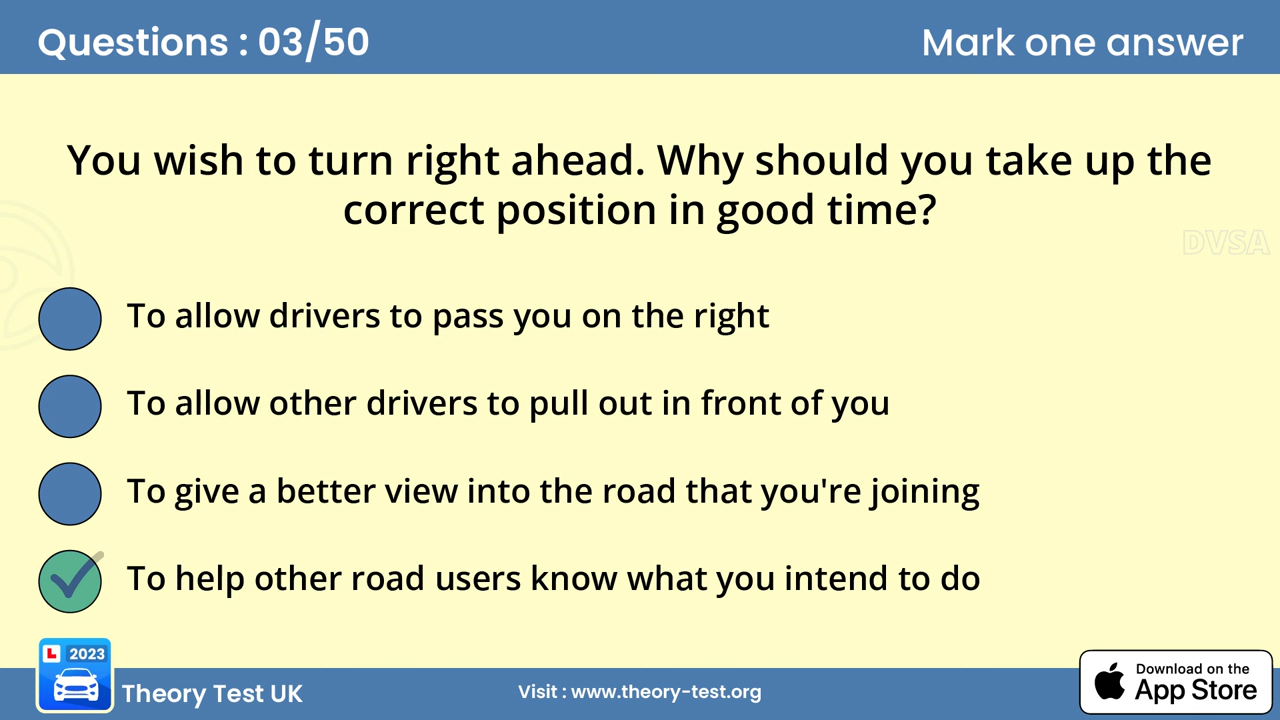 Questions : 03/50
Mark one answer
You wish to turn right ahead. Why should you take up the
correct position in good time?
DVSA
To allow drivers to pass you on the right
To allow other drivers to pull out in front of you
To give a better view into the road that you're joining
To help other road users know what you intend to do
L 2023
Theory Test UK
Visit : www.theory-test.org
Download on the
App Store